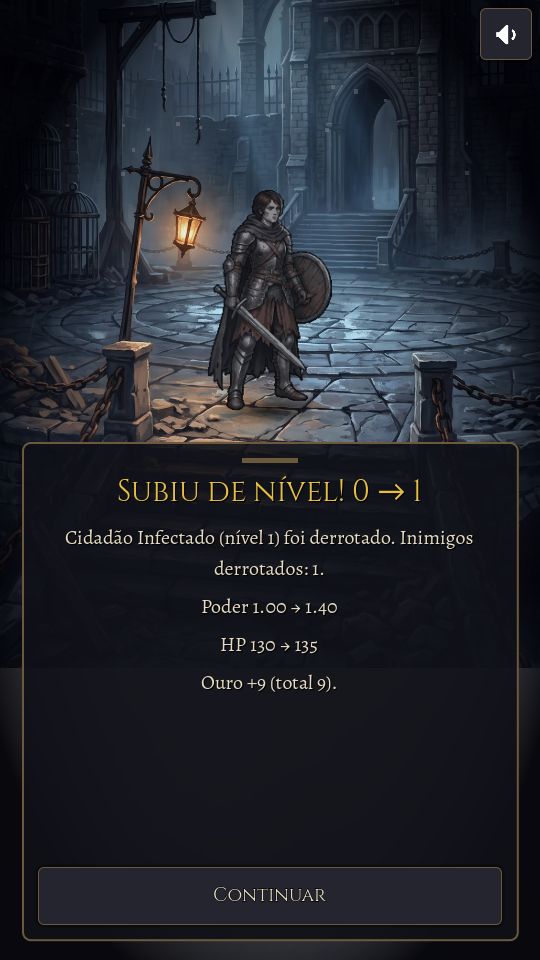 Subiu de nível! 0 → 1
Cidadão Infectado (nível 1) foi derrotado. Inimigos
derrotados: 1.
Poder 1.00 → 1.40
HP 130 → 135
Ouro +9 (total 9).
Continuar